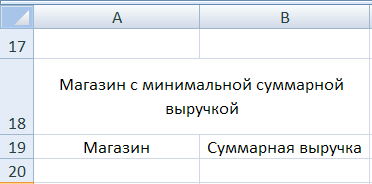 A B
17
Магазин с минимальной суммарной
выручкой
18
19 Магазин Суммарная выручка
20